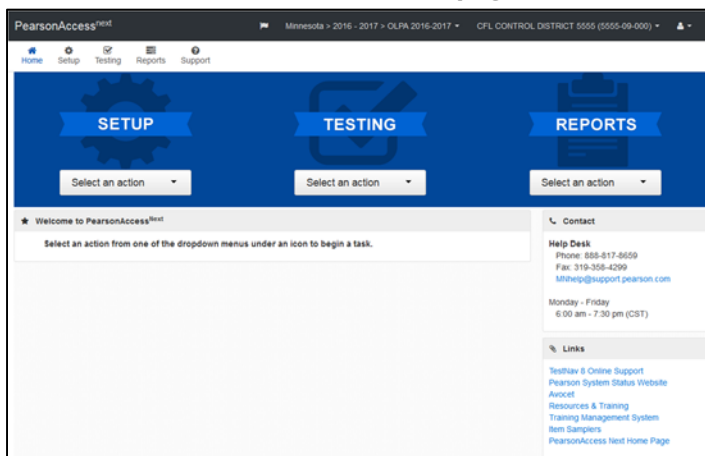 PearsonAccessnext
Minnesota > 2016 - 2017 > OLPA 2016-2017
CFL CONTROL DISTRICT 5555 (5555-09-000)
Home
Setup
Testing
Reports
Support
SETUP
TESTING
REPORTS
Select an action
Select an action
Select an action
Welcome to PearsonAccessNext
Select an action from one of the dropdown menus under an icon to begin a task.
Contact
Help Desk
Phone: 888-817-8659
Fax: 319-358-4299
MNhelp@support.pearson.com
Monday - Friday
6:00 am - 7:30 pm (CST)
Links
TestNav 8 Online Support
Pearson System Status Website
Avocet
Resources & Training
Training Management System
Item Samplers
PearsonAccess Next Home Page